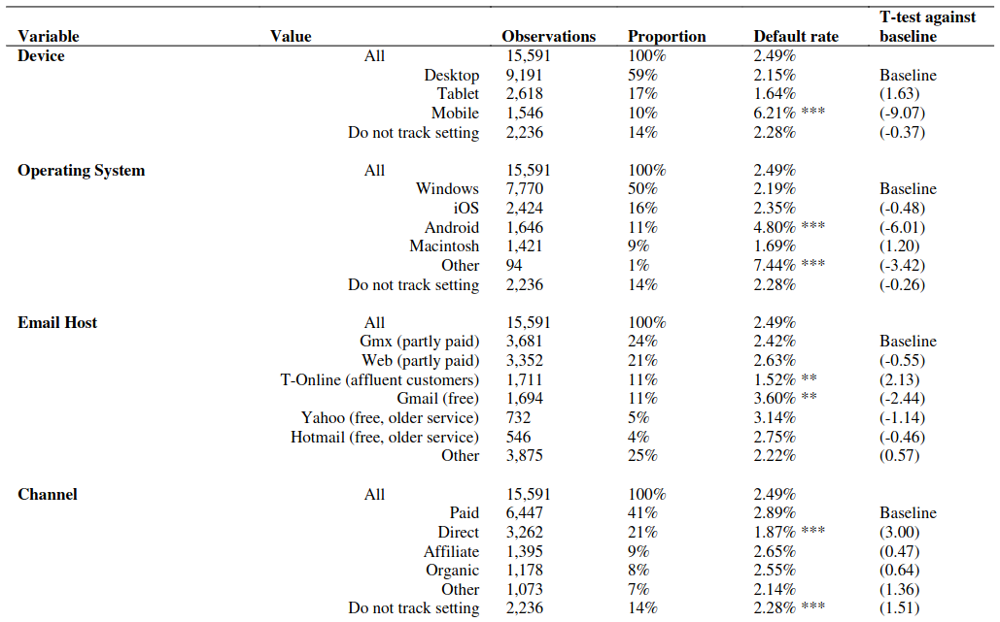 T-test against
Variable Value Observations Proportion Default rate baseline
Device All 15,591 100% 2.49%
Desktop 9,191 59% 2.15% Baseline
Tablet 2,618 17% 1.64% (1.63)
Mobile 1,546 10% 6.21% *** (-9.07)
Do not track setting 2,236 14% 2.28% (-0.37)
Operating System All 15,591 100% 2.49%
Windows 7,770 50% 2.19% Baseline
iOS 2,424 16% 2.35% (-0.48)
Android 1,646 11% 4.80% *** (-6.01)
Macintosh 1,421 9% 1.69% (1.20)
Other 94 1% 7.44% *** (-3.42)
Do not track setting 2,236 14% 2.28% (-0.26)
Email Host All 15,591 100% 2.49%
Gmx (partly paid) 3,681 24% 2.42% Baseline
Web (partly paid) 3,352 21% 2.63% (-0.55)
T-Online (affluent customers) 1,711 11% 1.52% ** (2.13)
Gmail (free) 1,694 11% 3.60% ** (-2.44)
Yahoo (free, older service) 732 5% 3.14% (-1.14)
Hotmail (free, older service) 546 4% 2.75% (-0.46)
Other 3,875 25% 2.22% (0.57)
Channel All 15,591 100% 2.49%
Paid 6,447 41% 2.89% Baseline
Direct 3,262 21% 1.87% *** (3.00)
Affiliate 1,395 9% 2.65% (0.47)
Organic 1,178 8% 2.55% (0.64)
Other 1,073 7% 2.14% (1.36)
Do not track setting 2,236 14% 2.28% *** (1.51)